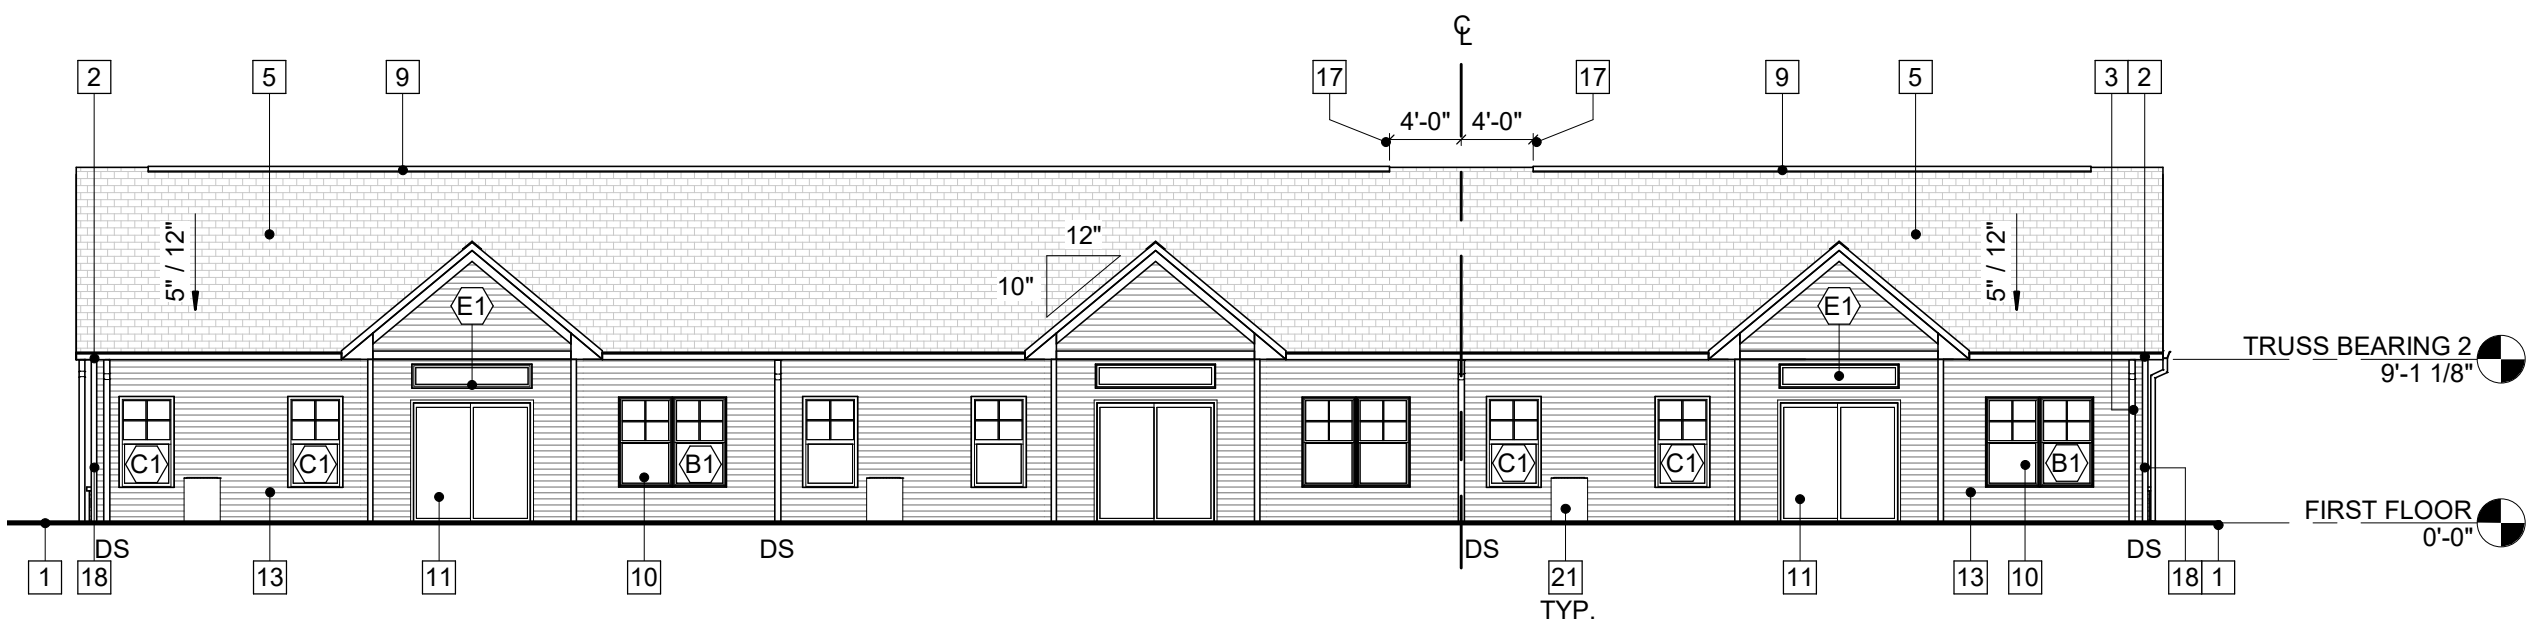 ℄
2 5 9 17 17 9 5 3 2
4'-0" 4'-0"
5" / 12" 12" 5" / 12"
10"
E1 E1
TRUSS BEARING 2
9'-1 1/8"
C1 C1 B1 C1 C1 B1
FIRST FLOOR
0'-0"
DS DS DS DS
1 18 13 11 10 21 11 13 10 18 1
TYP.